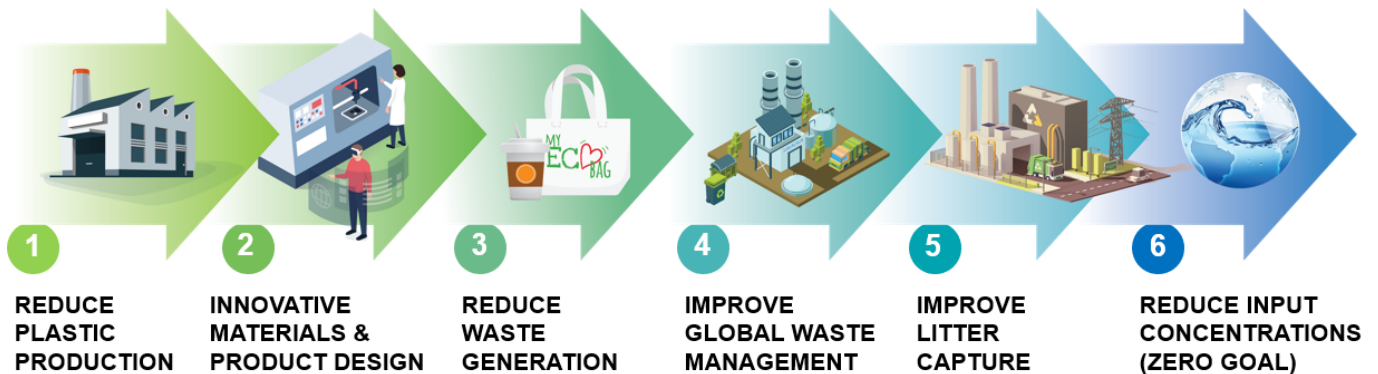 MY
ECO
BAG
1
REDUCE
PLASTIC
PRODUCTION
2
INNOVATIVE
MATERIALS &
PRODUCT DESIGN
3
REDUCE
WASTE
GENERATION
4
IMPROVE
GLOBAL WASTE
MANAGEMENT
5
IMPROVE
LITTER
CAPTURE
6
REDUCE INPUT
CONCENTRATIONS
(ZERO GOAL)